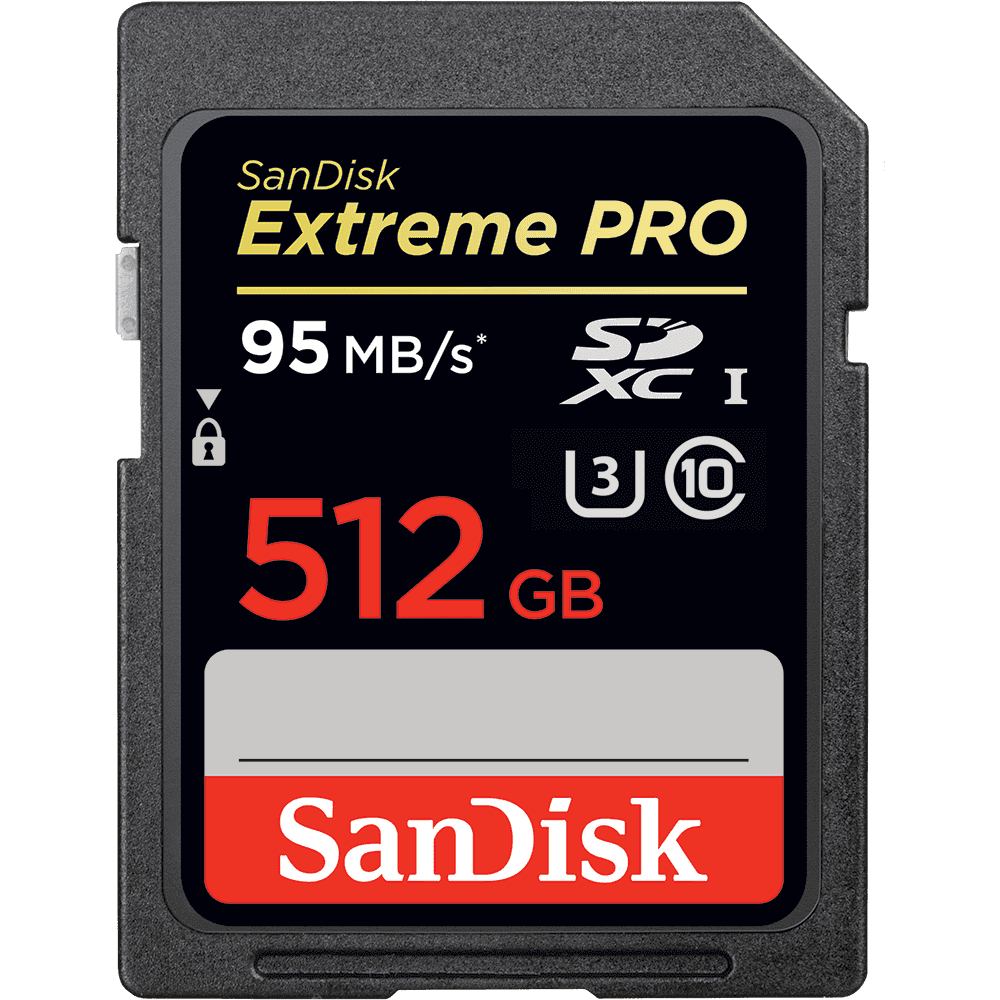 SanDisk
Extreme PRO
95 MB/s*
SD
XC I
3 10
512 GB
SanDisk